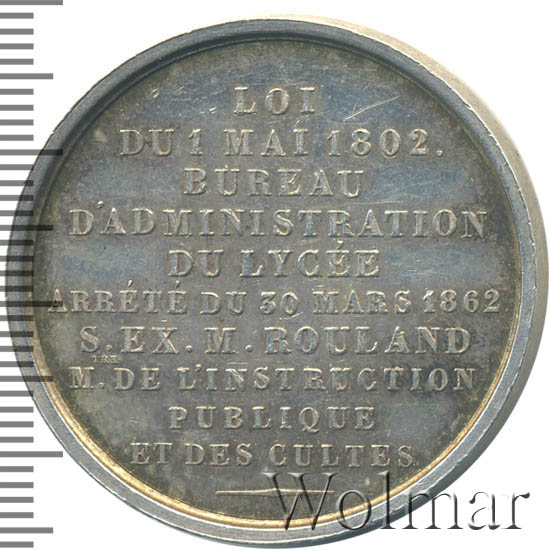 LOI
DU 1 MAI 1802.
BUREAU
D'ADMINISTRATION
DU LYCÉE
ARRÉTÉ DU 30 MARS 1862
S. EX. M. ROULAND
M. DE L'INSTRUCTION
PUBLIQUE
ET DES CULTES
Wolmar